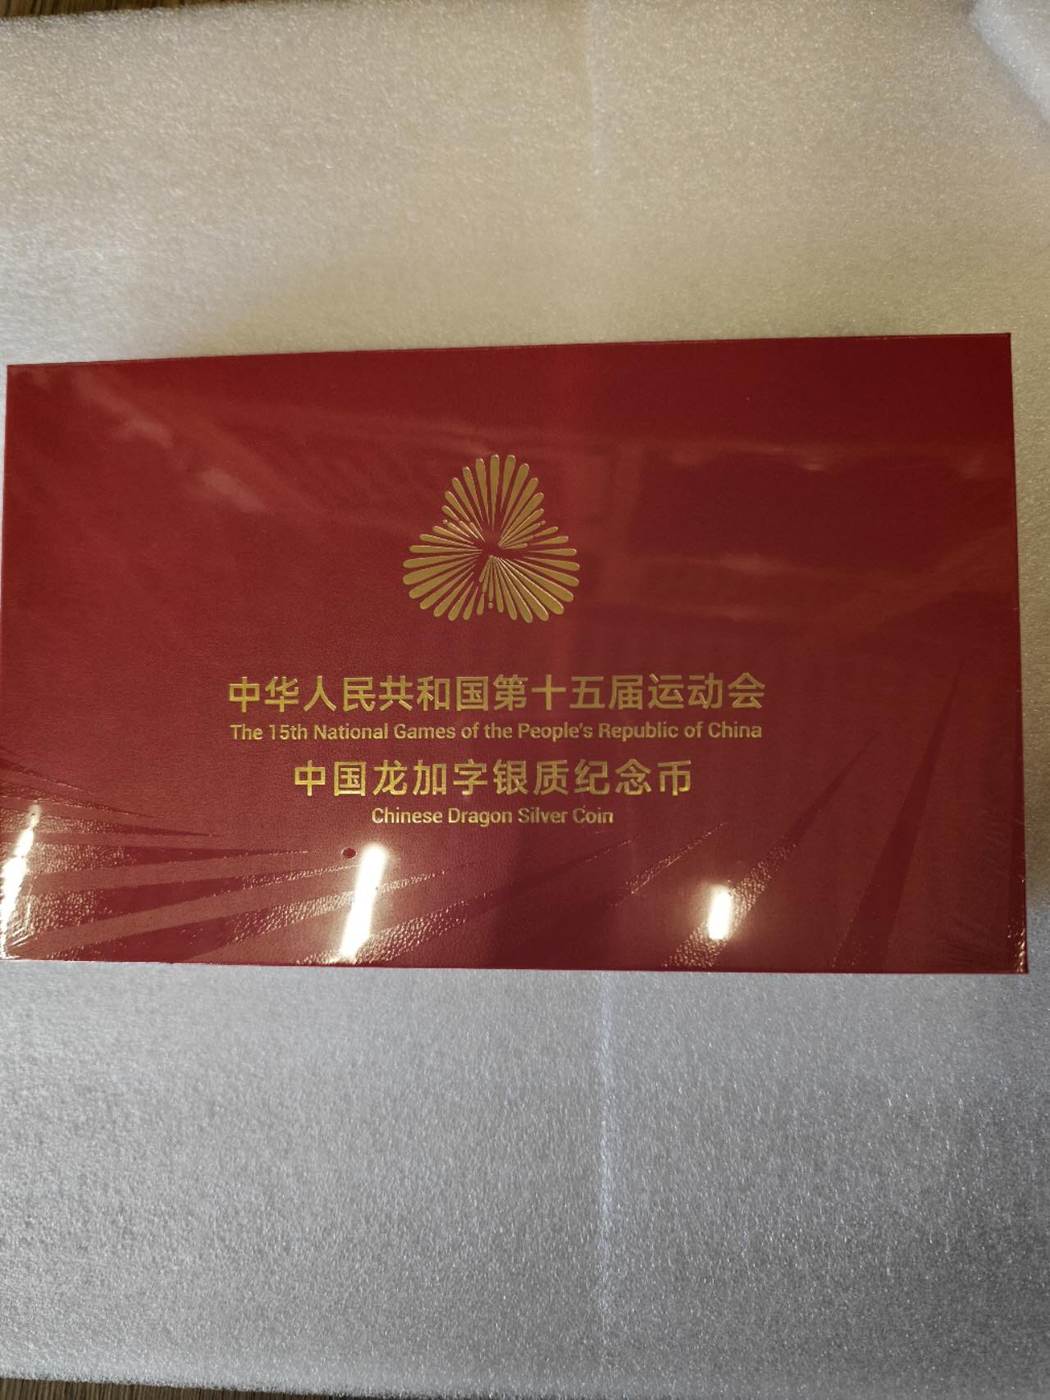 中华人民共和国第十五届运动会
The 15th National Games of the People's Republic of China
中国龙加字银质纪念币
Chinese Dragon Silver Coin